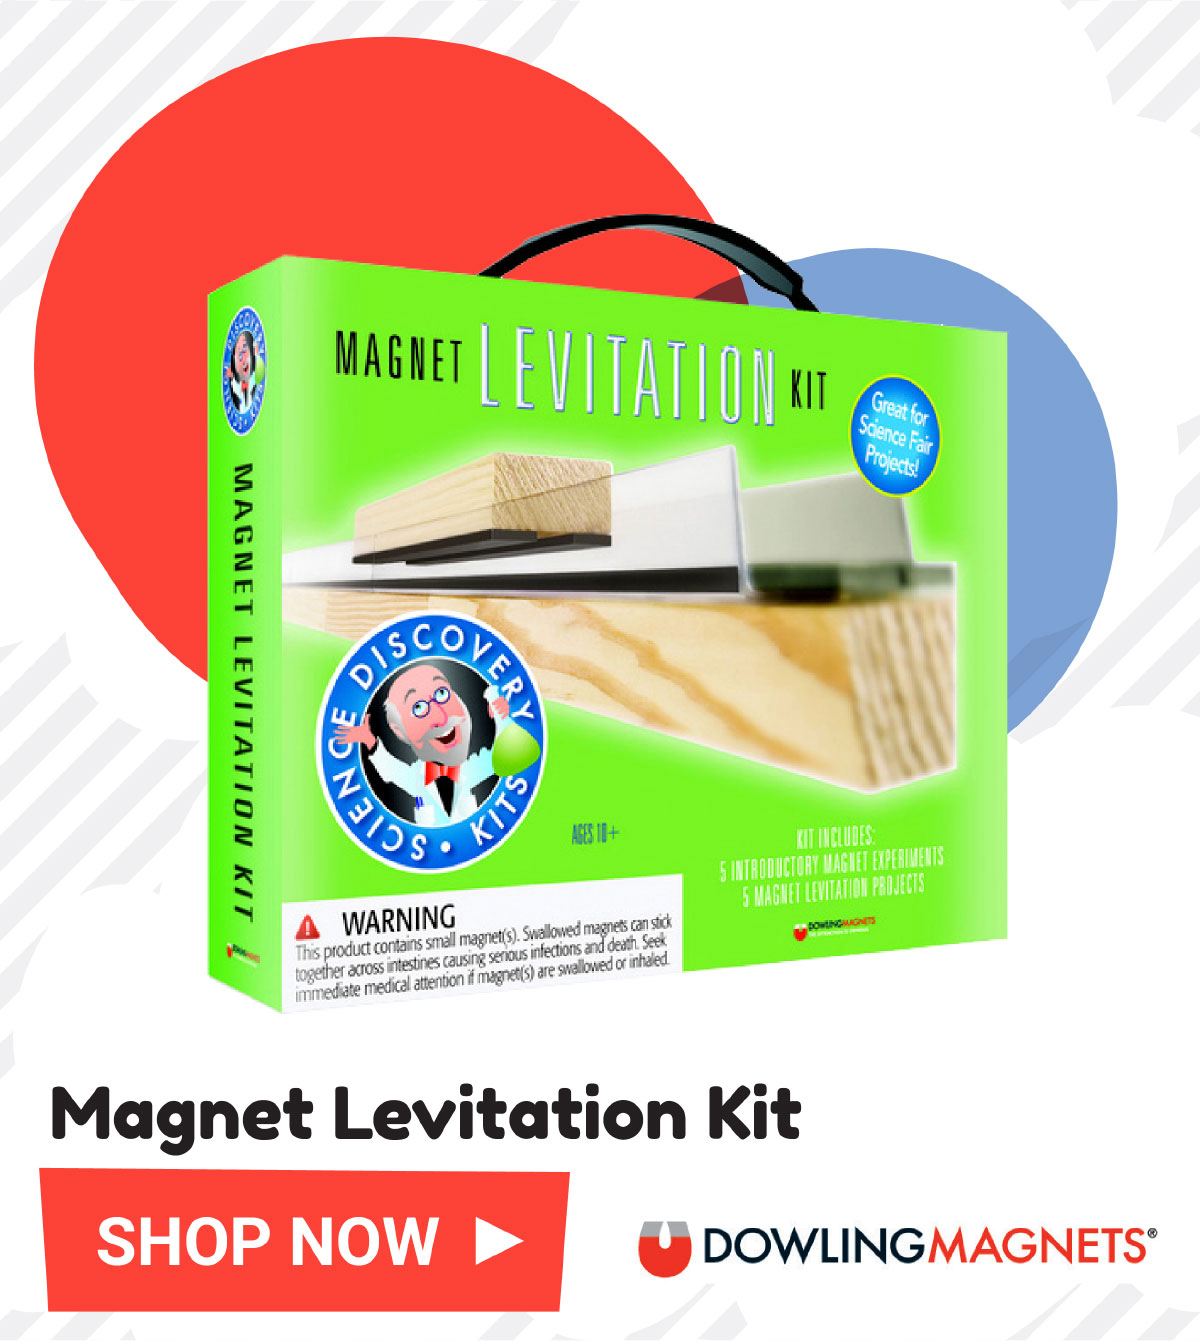 MAGNET LEVITATION KIT
Great for
Science Fair
Projects!
SCIENCE DISCOVERY KITS
MAGNET LEVITATION KIT
SCIENCE DISCOVERY KITS
AGES 10+
KIT INCLUDES:
5 INTRODUCTORY MAGNET EXPERIMENTS
5 MAGNET LEVITATION PROJECTS
DOWLINGMAGNETS
WARNING
This product contains small magnet(s). Swallowed magnets can stick
together across intestines causing serious infections and death. Seek
immediate medical attention if magnet(s) are swallowed or inhaled.
Magnet Levitation Kit
SHOP NOW
DOWLINGMAGNETS®